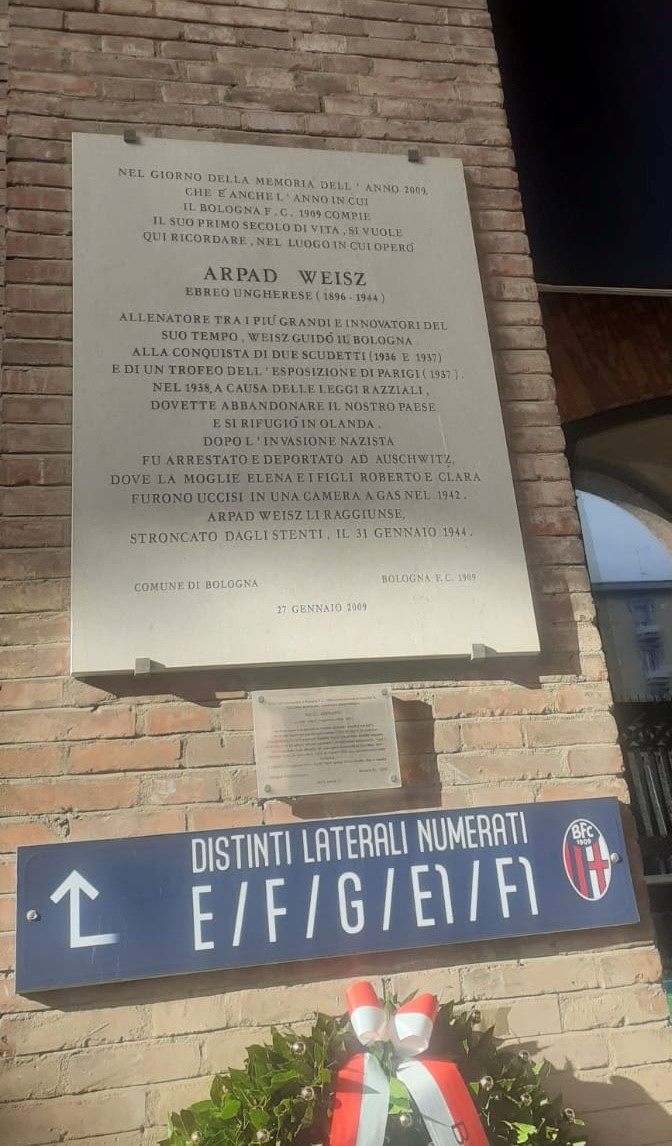 NEL GIORNO DELLA MEMORIA DELL' ANNO 2009,
CHE E' ANCHE L' ANNO IN CUI
IL BOLOGNA F.C. 1909 COMPIE
IL SUO PRIMO SECOLO DI VITA, SI VUOLE
QUI RICORDARE, NEL LUOGO IN CUI OPERÓ
ARPAD WEISZ
EBREO UNGHERESE (1896 - 1944)
ALLENATORE TRA I PIÚ GRANDI E INNOVATORI DEL
SUO TEMPO, WEISZ GUIDÓ IL BOLOGNA
ALLA CONQUISTA DI DUE SCUDETTI (1936 E 1937)
E DI UN TROFEO DELL' ESPOSIZIONE DI PARIGI (1937).
NEL 1938, A CAUSA DELLE LEGGI RAZZIALI,
DOVETTE ABBANDONARE IL NOSTRO PAESE
E SI RIFUGIÓ IN OLANDA.
DOPO L' INVASIONE NAZISTA
FU ARRESTATO E DEPORTATO AD AUSCHWITZ,
DOVE LA MOGLIE ELENA E I FIGLI ROBERTO E CLARA
FURONO UCCISI IN UNA CAMERA A GAS NEL 1942.
ARPAD WEISZ LI RAGGIUNSE,
STRONCATO DAGLI STENTI, IL 31 GENNAIO 1944.
COMUNE DI BOLOGNA BOLOGNA F.C. 1909
27 GENNAIO 2009
DISTINTI LATERALI NUMERATI
E/F/G/E1/F1
BFC
1909